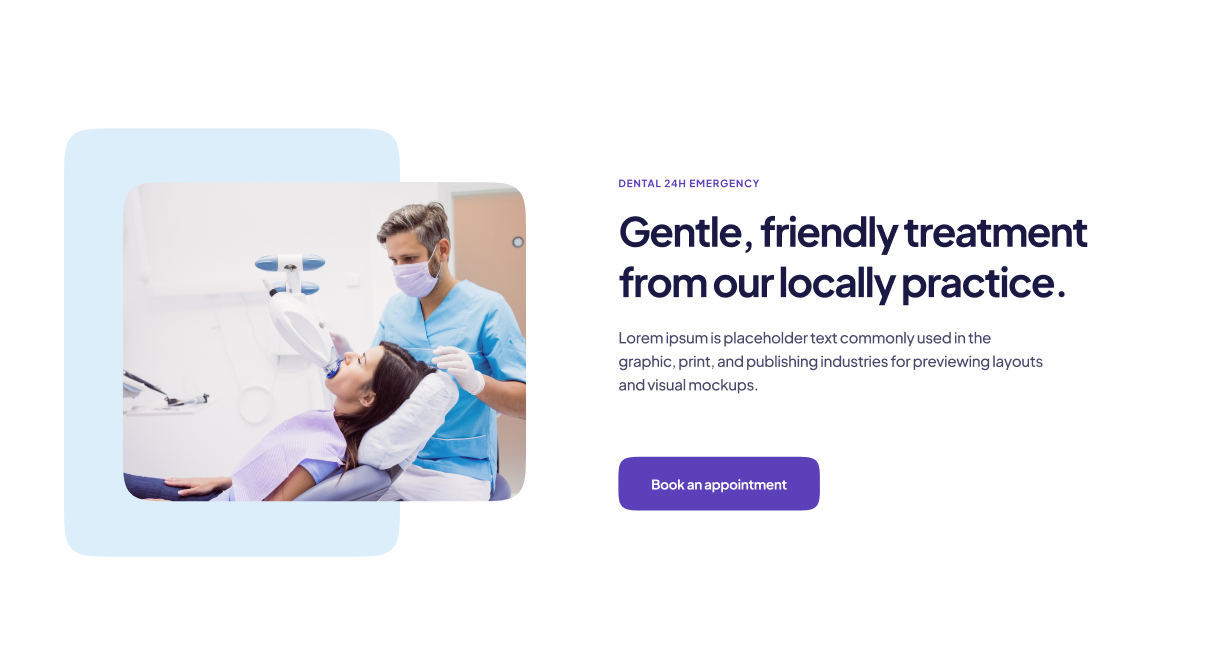 DENTAL 24H EMERGENCY
Gentle, friendly treatment
from our locally practice.
Lorem ipsum is placeholder text commonly used in the
graphic, print, and publishing industries for previewing layouts
and visual mockups.
Book an appointment